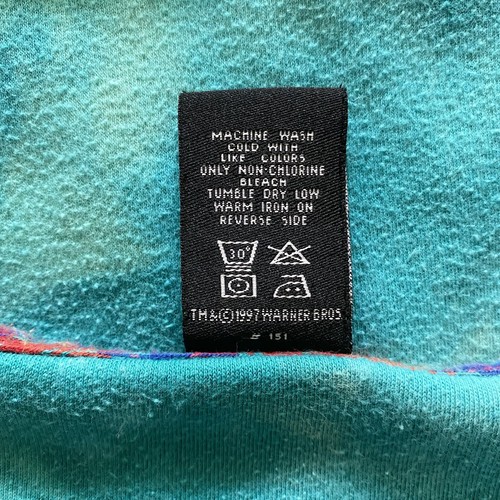 MACHINE WASH
COLD WITH
LIKE COLORS
ONLY NON-CHLORINE
BLEACH
TUMBLE DRY LOW
WARM IRON ON
REVERSE SIDE
30°
TM&©1997 WARNER BROS.
# 151